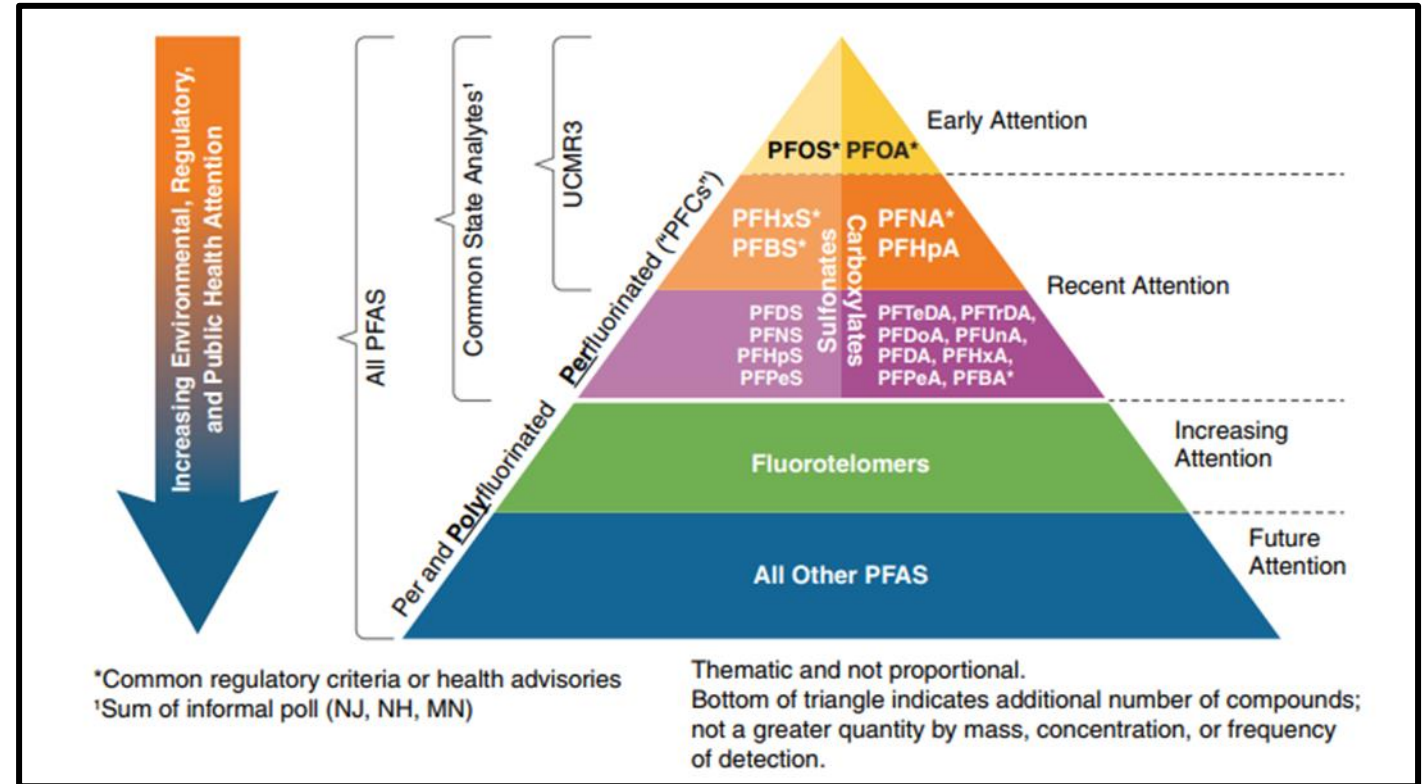 Increasing Environmental, Regulatory,
and Public Health Attention
All PFAS
Common State Analytes¹
UCMR3
Per and Polyfluorinated
Perfluorinated ("PFCs")
PFOS* PFOA*
Early Attention
PFHxS*
PFBS*
Sulfonates
Carboxylates
PFNA*
PFHpA
Recent Attention
PFDS
PFNS
PFHpS
PFPeS
PFTeDA, PFTrDA,
PFDoA, PFUnA,
PFDA, PFHxA,
PFPeA, PFBA*
Fluorotelomers
Increasing
Attention
All Other PFAS
Future
Attention
*Common regulatory criteria or health advisories
¹Sum of informal poll (NJ, NH, MN)
Thematic and not proportional.
Bottom of triangle indicates additional number of compounds;
not a greater quantity by mass, concentration, or frequency
of detection.